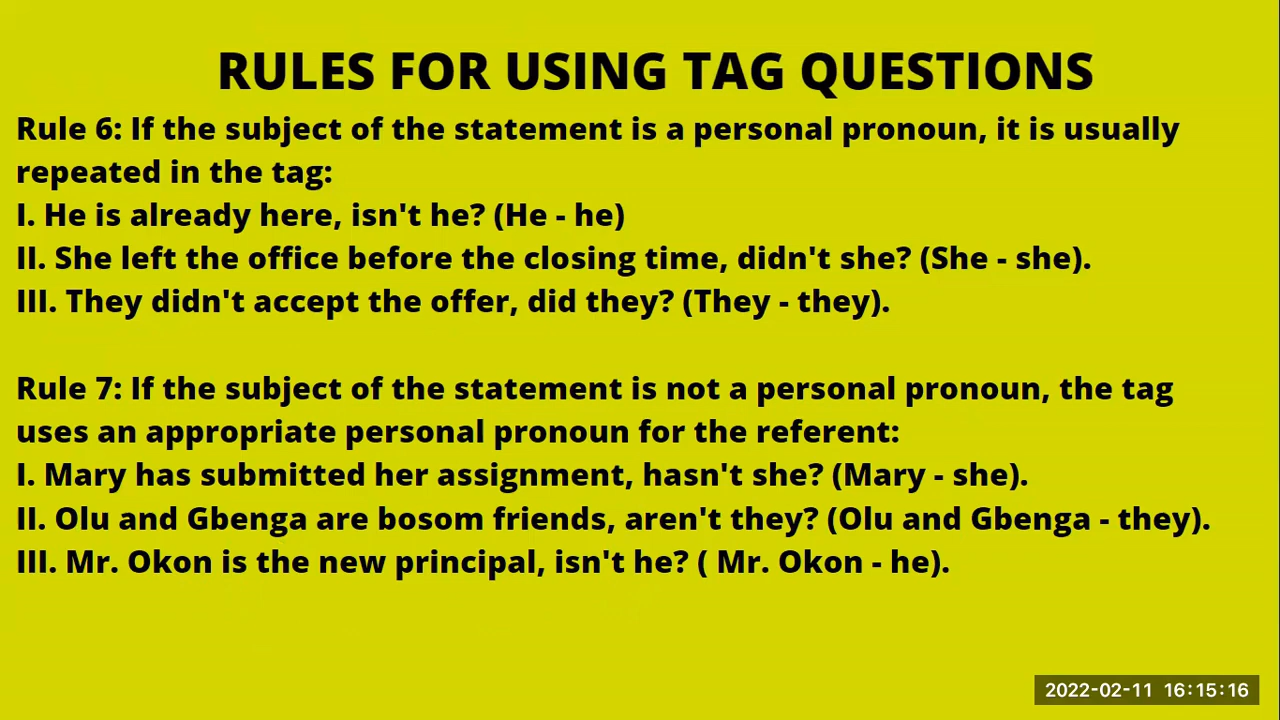 RULES FOR USING TAG QUESTIONS
Rule 6: If the subject of the statement is a personal pronoun, it is usually
repeated in the tag:
I. He is already here, isn't he? (He - he)
II. She left the office before the closing time, didn't she? (She - she).
III. They didn't accept the offer, did they? (They - they).
Rule 7: If the subject of the statement is not a personal pronoun, the tag
uses an appropriate personal pronoun for the referent:
I. Mary has submitted her assignment, hasn't she? (Mary - she).
II. Olu and Gbenga are bosom friends, aren't they? (Olu and Gbenga - they).
III. Mr. Okon is the new principal, isn't he? ( Mr. Okon - he).
2022-02-11 16:15:16